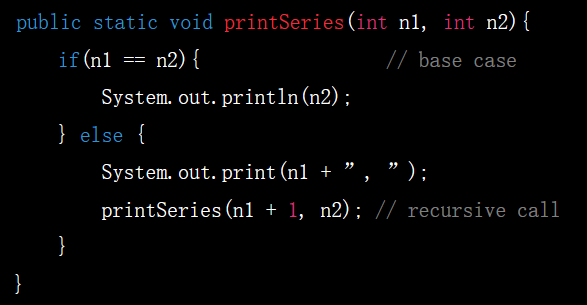 public static void printSeries(int n1, int n2){
if(n1 == n2){ // base case
System.out.println(n2);
} else {
System.out.print(n1 + ”, ”);
printSeries(n1 + 1, n2); // recursive call
}
}